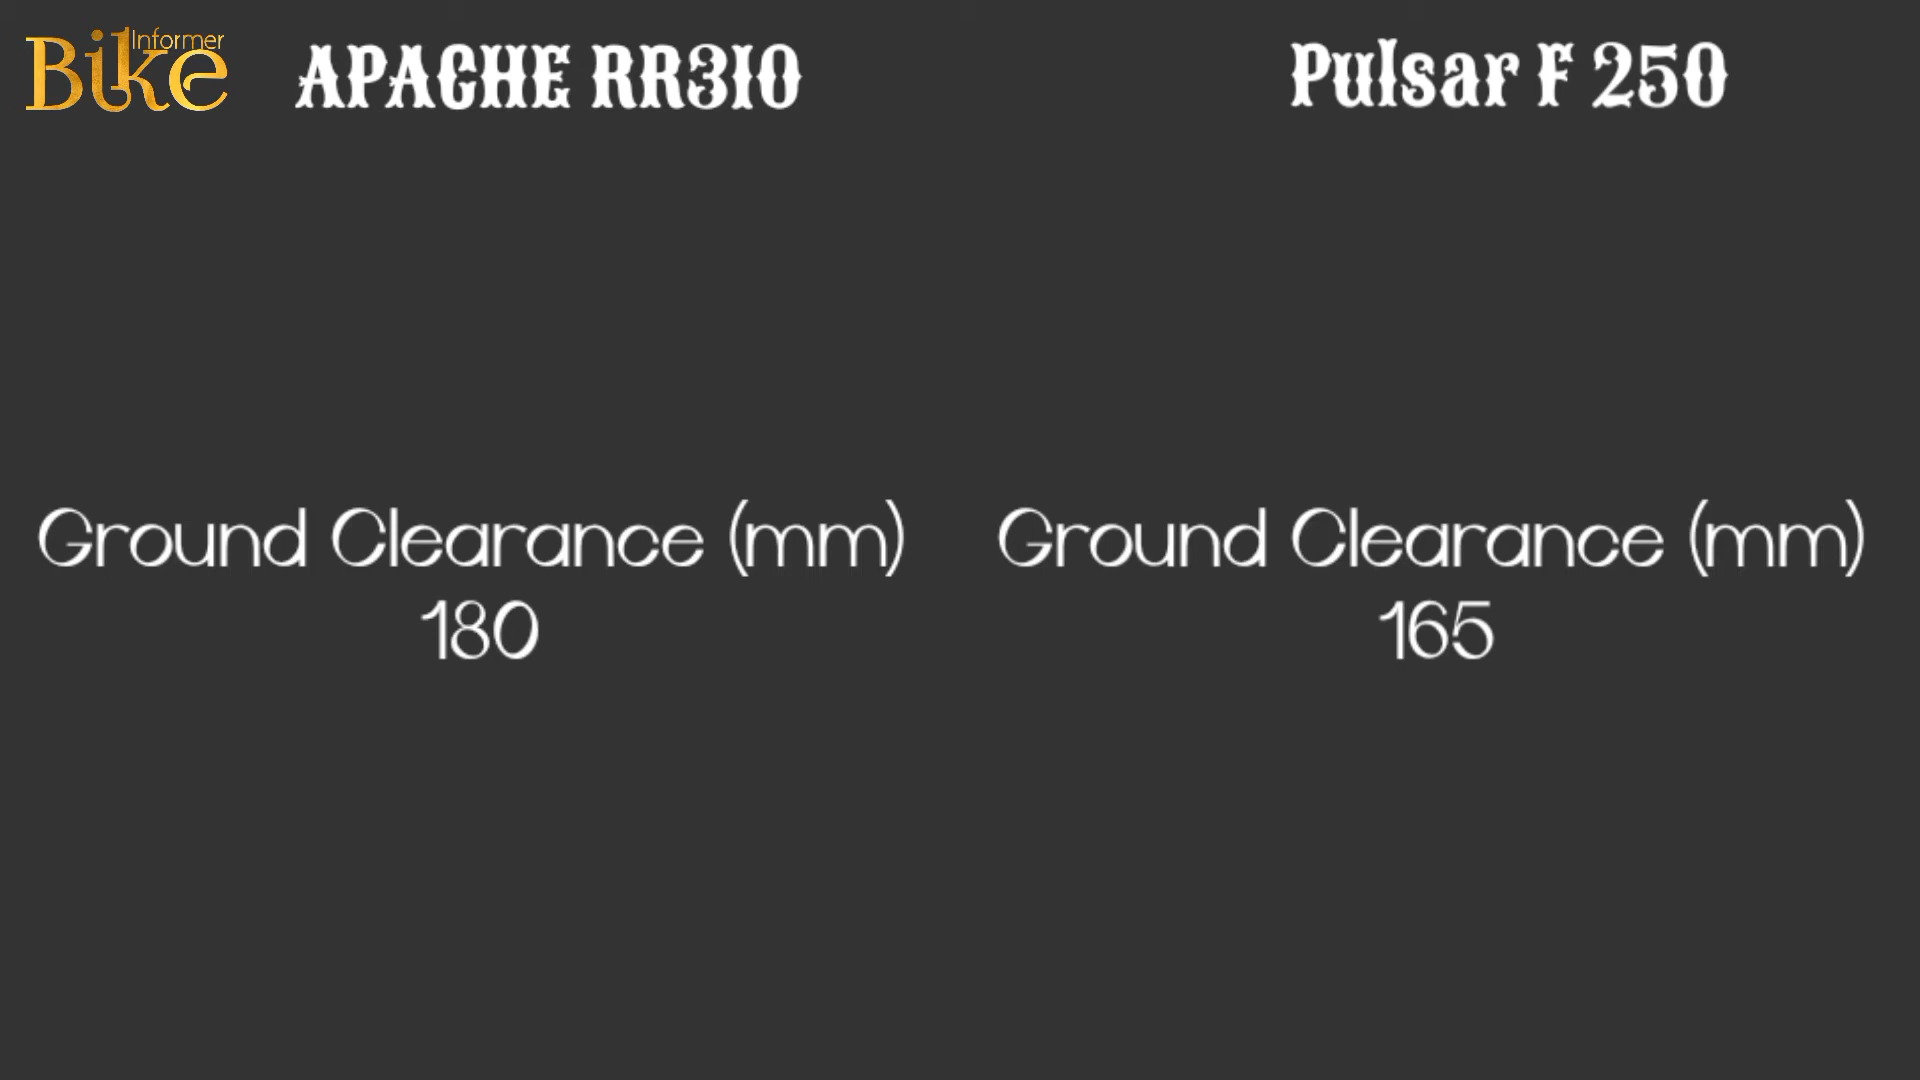 Bike Informer
APACHE RR310
Pulsar F 250
Ground Clearance (mm)
180
Ground Clearance (mm)
165